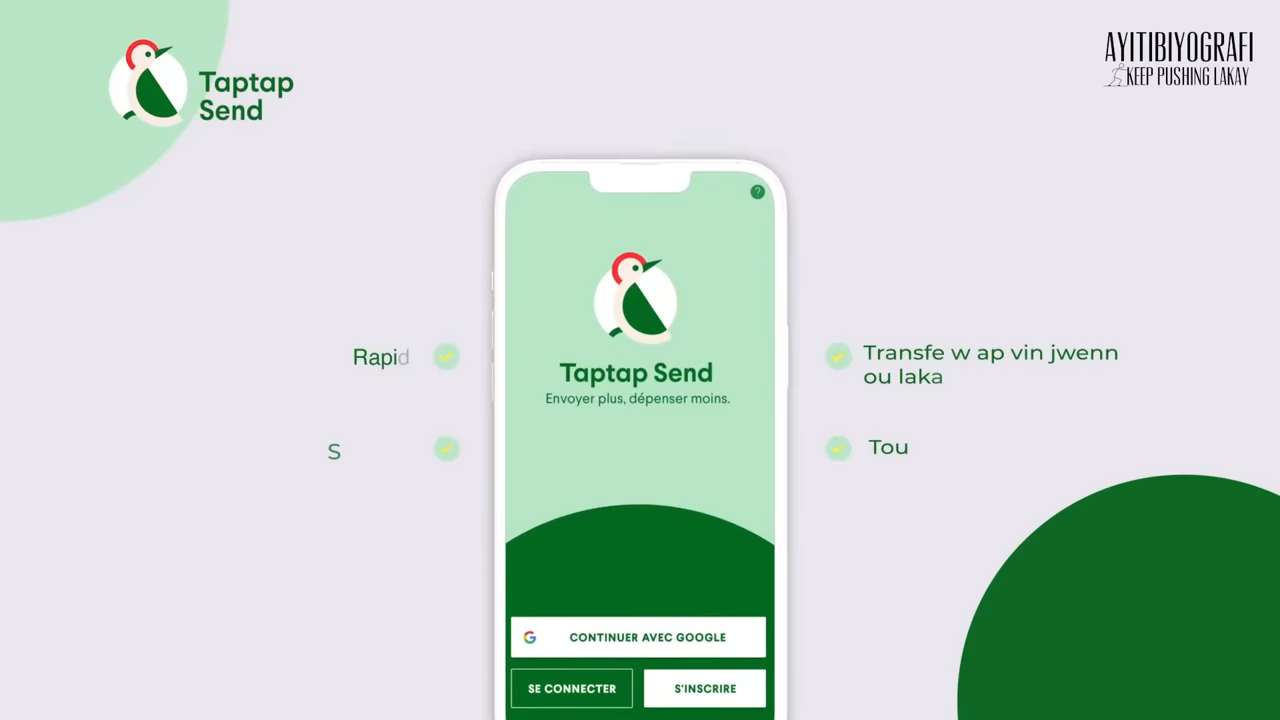 Taptap
Send
AYITIBIYOGRAFI
KEEP PUSHING LAKAY
Taptap Send
Envoyer plus, dépenser moins.
Rapid
S
Transfe w ap vin jwenn
ou laka
Tou
CONTINUER AVEC GOOGLE
SE CONNECTER
S'INSCRIRE